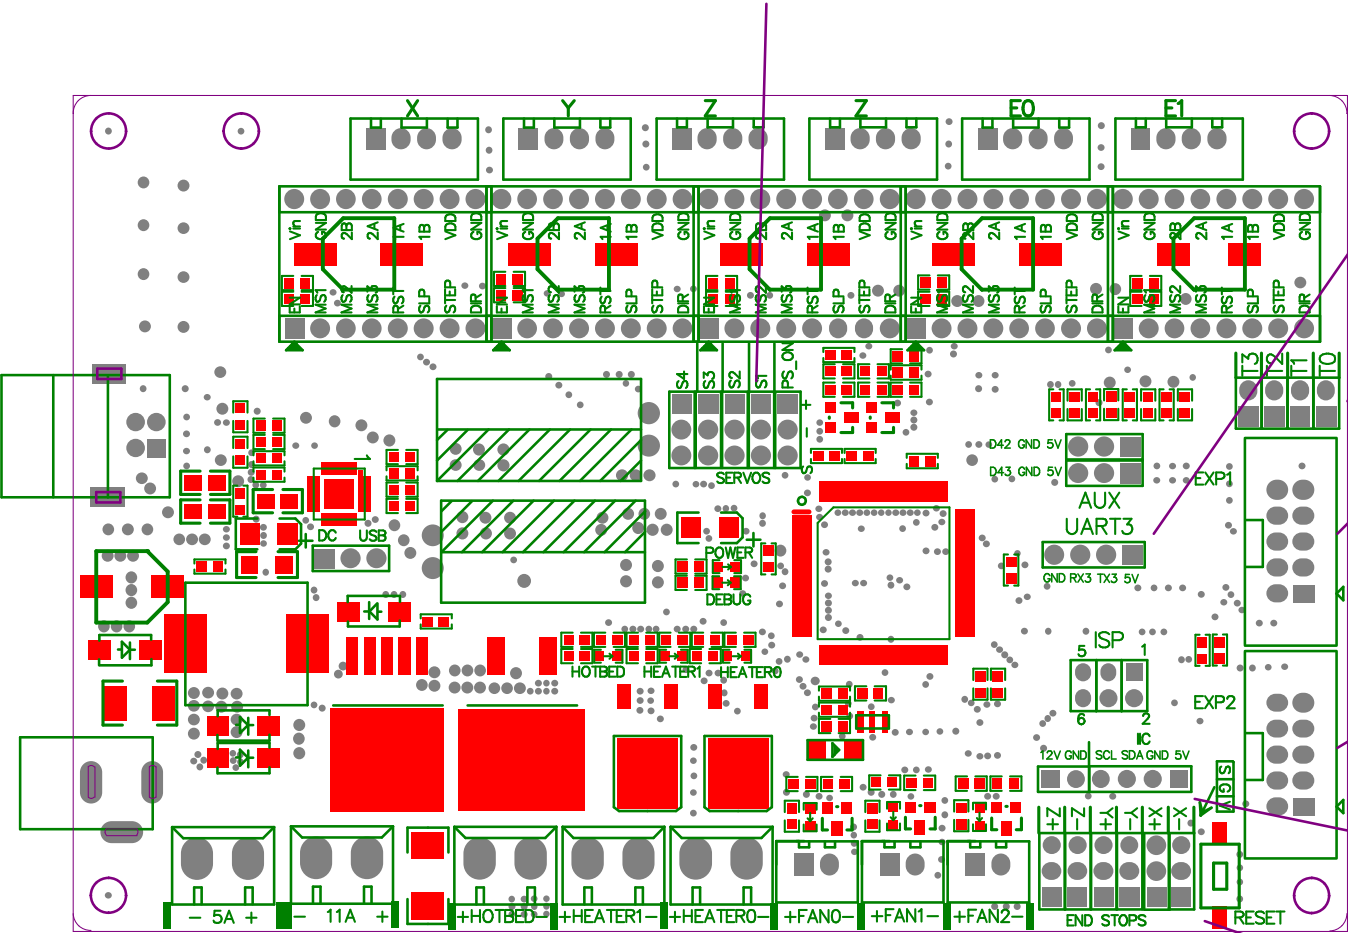 X Y Z Z E0 E1
Vin GND 2B 2A 1A 1B VDD GND Vin GND 2B 2A 1A 1B VDD GND Vin GND 2B 2A 1A 1B VDD GND Vin GND 2B 2A 1A 1B VDD GND Vin GND 2B 2A 1A 1B VDD GND
EN MS1 MS2 MS3 RST SLP STEP DIR EN MS1 MS2 MS3 RST SLP STEP DIR EN MS1 MS2 MS3 RST SLP STEP DIR EN MS1 MS2 MS3 RST SLP STEP DIR EN MS1 MS2 MS3 RST SLP STEP DIR
S4 S3 S2 S1 PS_ON
T3 T2 T1 T0
+
-
S
SERVOS
D42 GND 5V
D43 GND 5V
1
EXP1
AUX
UART3
GND RX3 TX3 5V
DC USB
+
POWER
+
DEBUG
ISP
5 1
HOTBED HEATER1 HEATER0
EXP2
6 2
IIC
12V GND SCL SDA GND 5V
SIG V
Z+ Z- Y+ Y- X+ X-
- 5A + - 11A + +HOTBED- +HEATER1- +HEATER0- +FAN0- +FAN1- +FAN2-
END STOPS
RESET